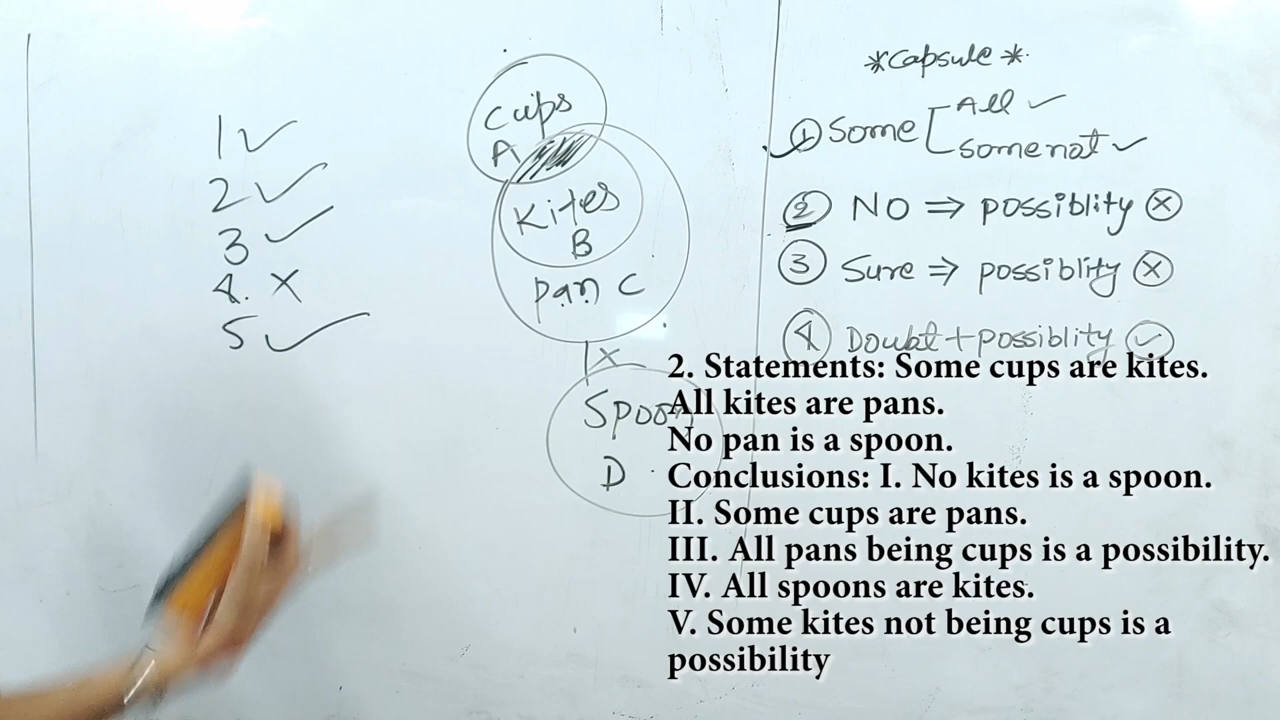 1 ✓
2 ✓
3 ✓
4. X
5 ✓
Cups
A
Kites
B
Pan C
X
Spoon
D
*Capsule*
① Some [ All ✓
Some not ✓
② NO ⇒ possiblity ⓧ
③ Sure ⇒ possiblity ⓧ
④ Doubt + possiblity ✓
2. Statements: Some cups are kites.
All kites are pans.
No pan is a spoon.
Conclusions: I. No kites is a spoon.
II. Some cups are pans.
III. All pans being cups is a possibility.
IV. All spoons are kites.
V. Some kites not being cups is a
possibility